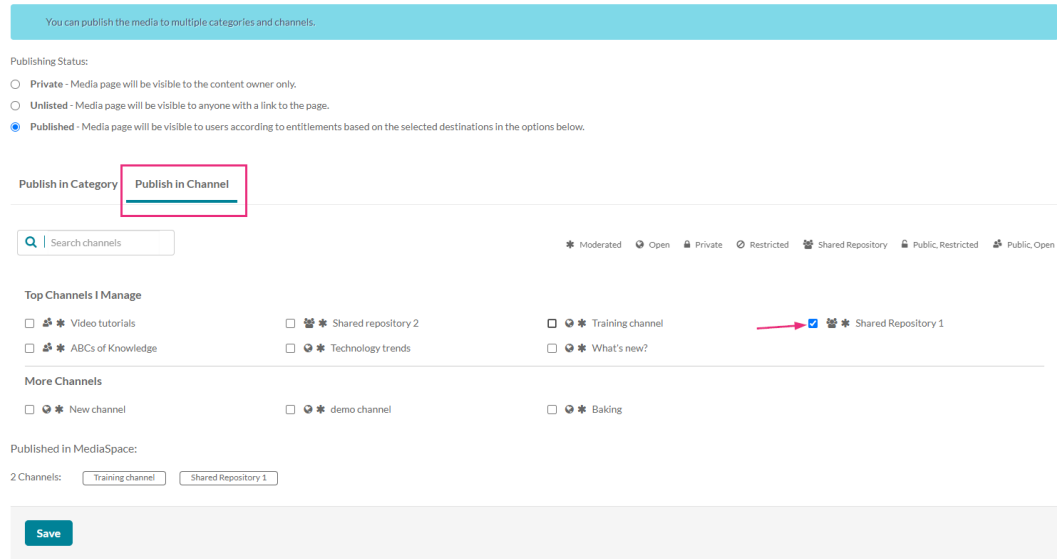 You can publish the media to multiple categories and channels.
Publishing Status:
Private - Media page will be visible to the content owner only.
Unlisted - Media page will be visible to anyone with a link to the page.
Published - Media page will be visible to users according to entitlements based on the selected destinations in the options below.
Publish in Category Publish in Channel
Search channels
Moderated Open Private Restricted Shared Repository Public, Restricted Public, Open
Top Channels I Manage
Video tutorials Shared repository 2 Training channel Shared Repository 1
ABCs of Knowledge Technology trends What's new?
More Channels
New channel demo channel Baking
Published in MediaSpace:
2 Channels: Training channel Shared Repository 1
Save